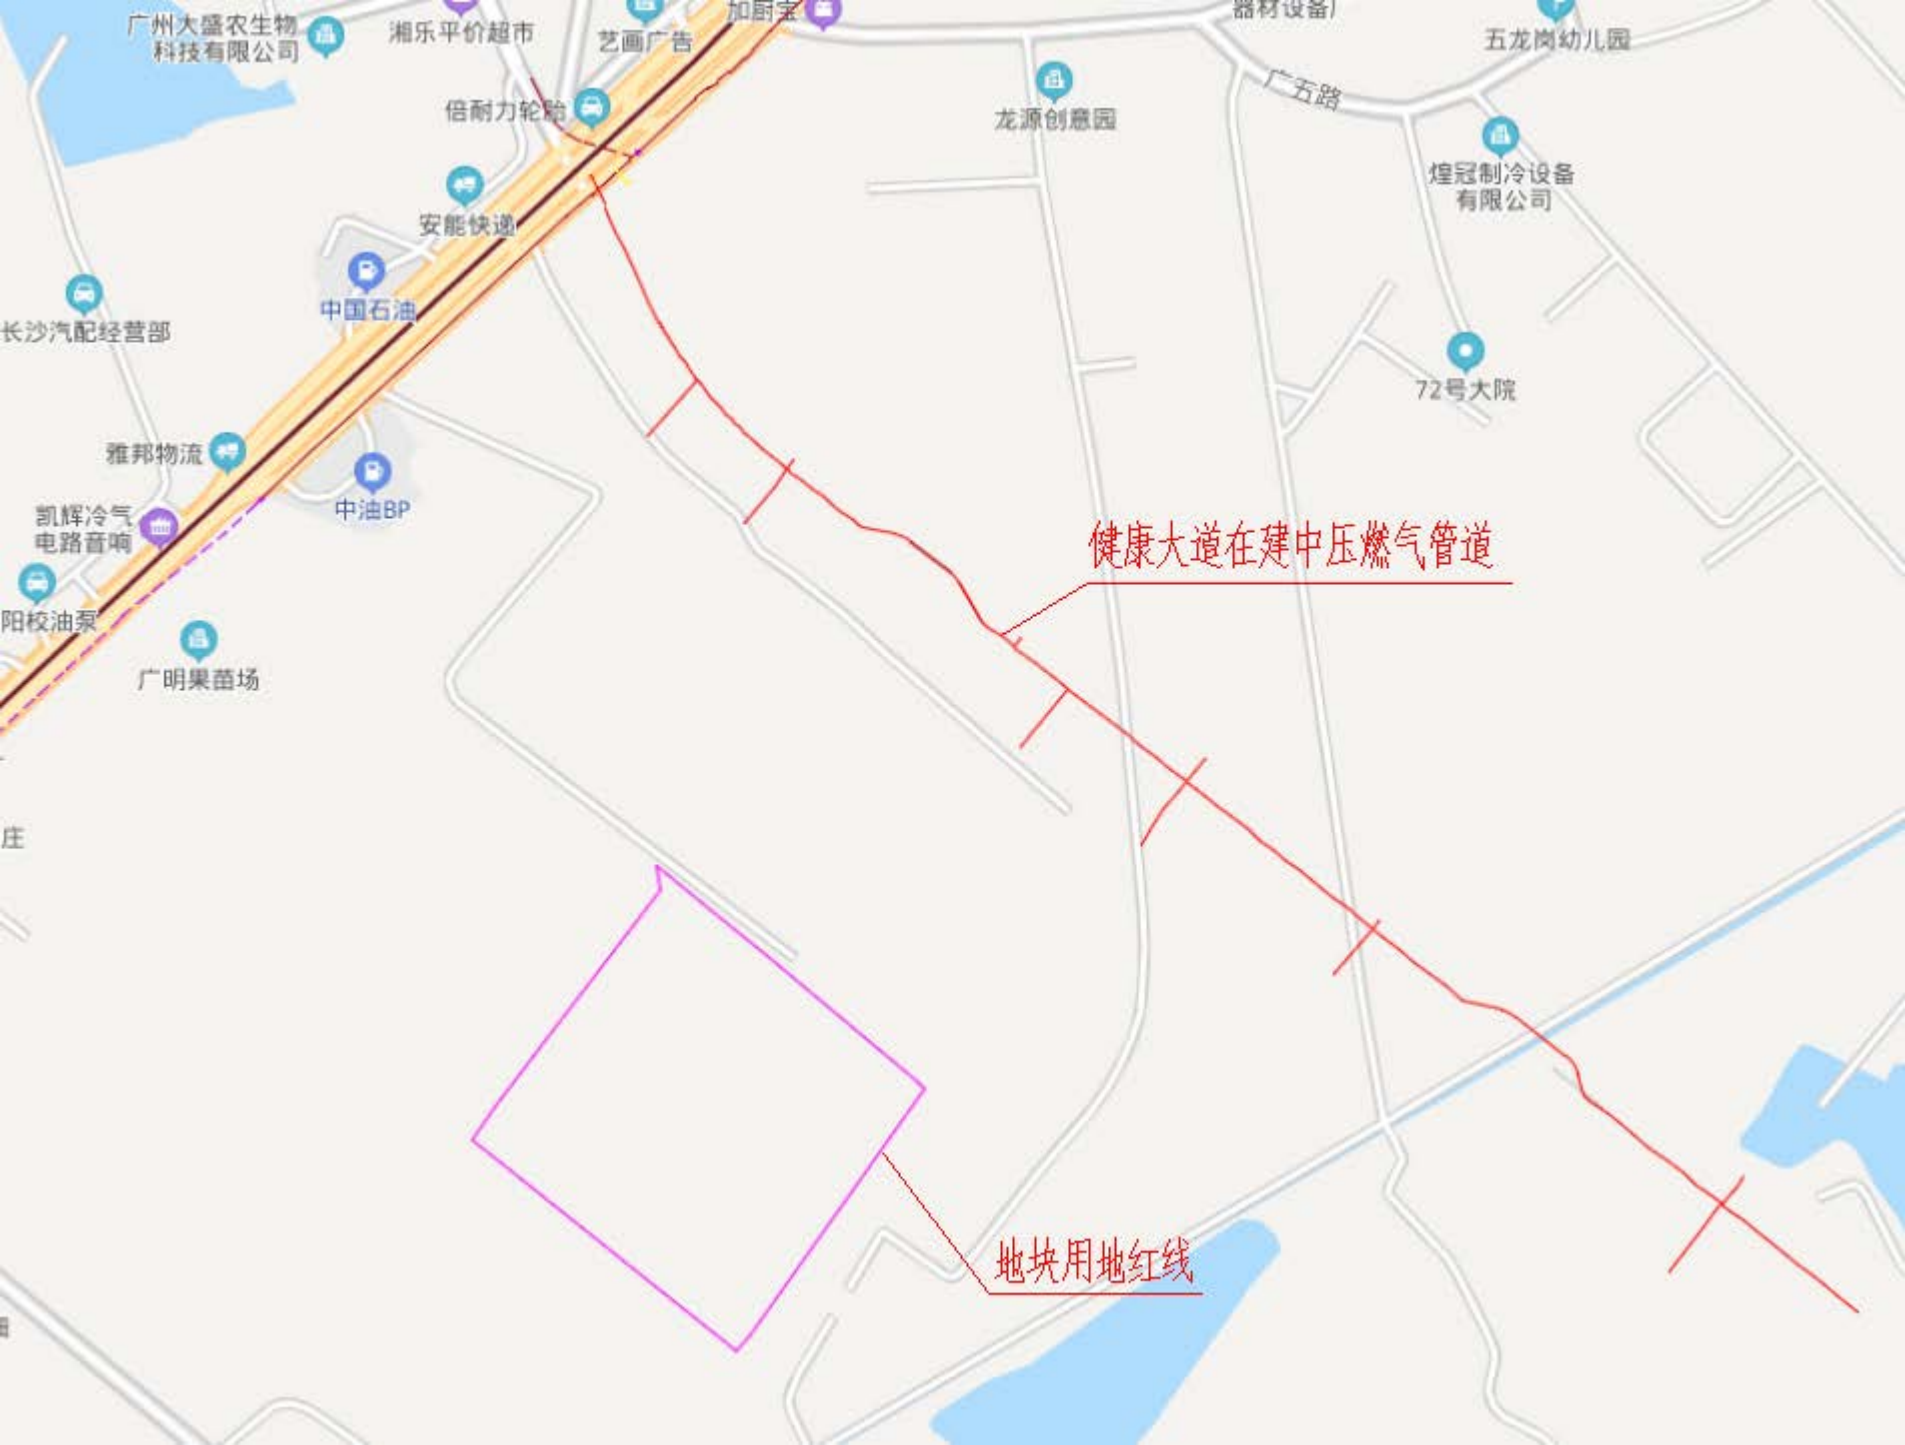 广州大盛农生物
科技有限公司
湘乐平价超市
艺画广告
加厨宝
五龙岗幼儿园
倍耐力轮胎
龙源创意园
广五路
安能快递
煌冠制冷设备
有限公司
中国石油
长沙汽配经营部
72号大院
雅邦物流
中油BP
凯辉冷气
电路音响
健康大道在建中压燃气管道
阳校油泵
广明果苗场
庄
地块用地红线